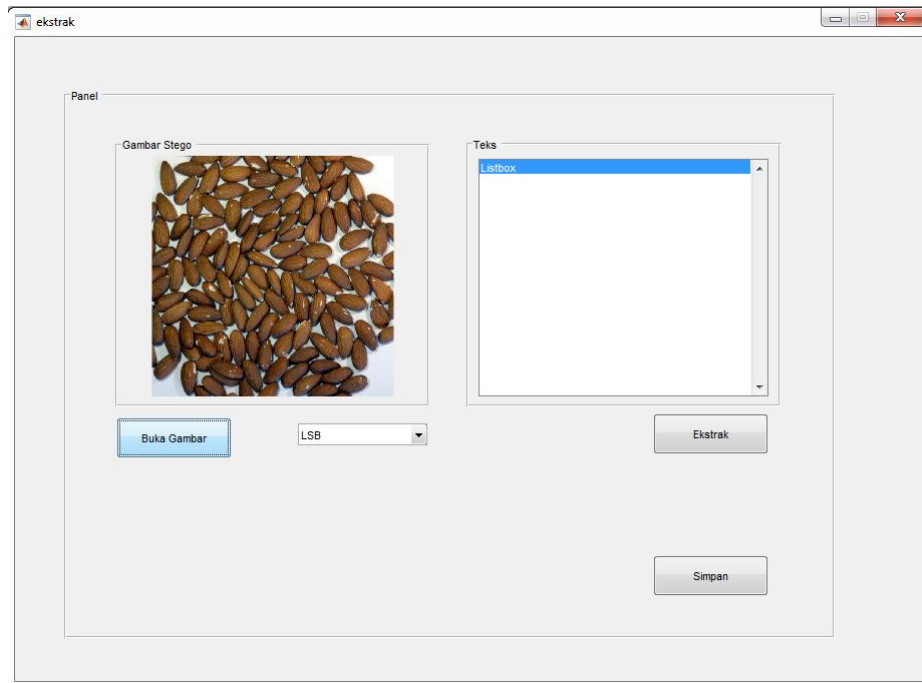 ekstrak
Panel
Gambar Stego
Teks
Listbox
Buka Gambar
LSB
Ekstrak
Simpan